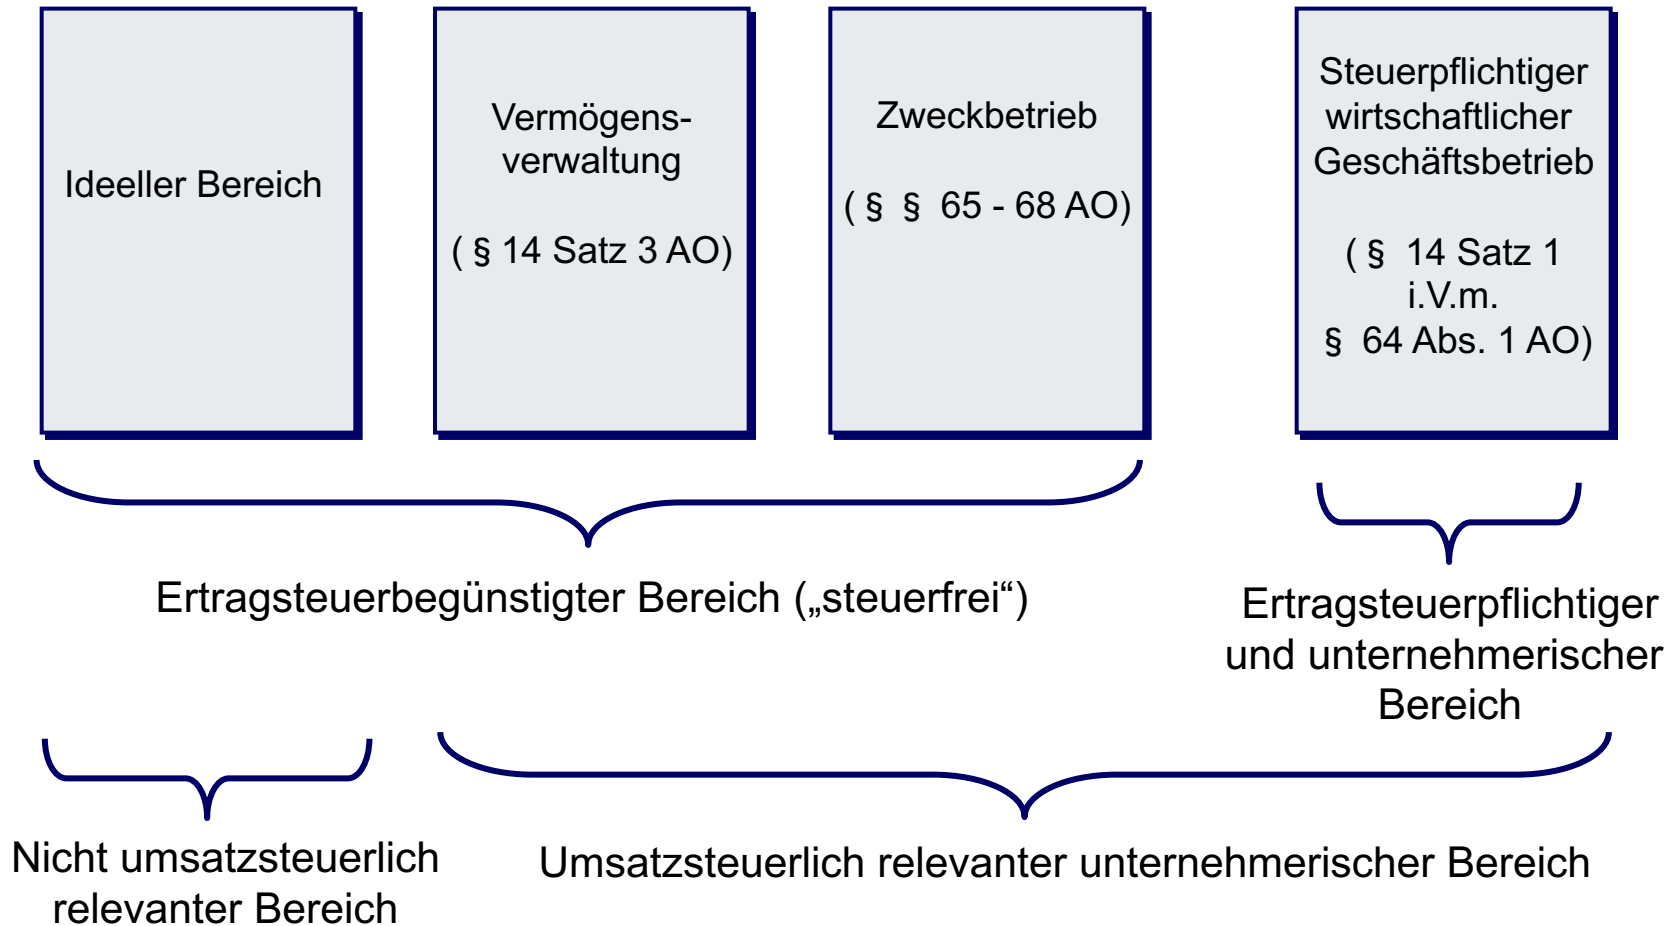 Ideeller Bereich
Vermögens-
verwaltung
( § 14 Satz 3 AO)
Zweckbetrieb
( § § 65 - 68 AO)
Steuerpflichtiger
wirtschaftlicher
Geschäftsbetrieb
( § 14 Satz 1
i.V.m.
§ 64 Abs. 1 AO)
Ertragsteuerbegünstigter Bereich („steuerfrei“)
Ertragsteuerpflichtiger
und unternehmerischer
Bereich
Nicht umsatzsteuerlich
relevanter Bereich
Umsatzsteuerlich relevanter unternehmerischer Bereich